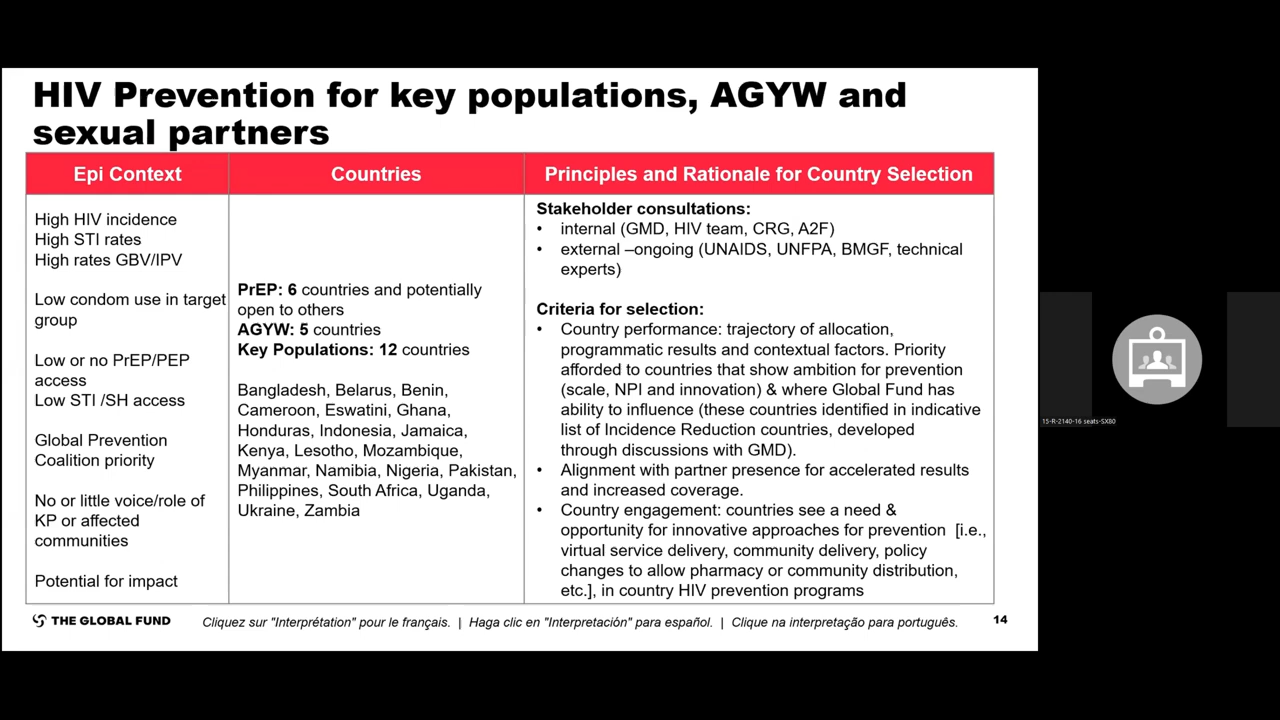 HIV Prevention for key populations, AGYW and
sexual partners
Epi Context
High HIV incidence
High STI rates
High rates GBV/IPV
Low condom use in target
group
Low or no PrEP/PEP
access
Low STI /SH access
Global Prevention
Coalition priority
No or little voice/role of
KP or affected
communities
Potential for impact
Countries
PrEP: 6 countries and potentially
open to others
AGYW: 5 countries
Key Populations: 12 countries
Bangladesh, Belarus, Benin,
Cameroon, Eswatini, Ghana,
Honduras, Indonesia, Jamaica,
Kenya, Lesotho, Mozambique,
Myanmar, Namibia, Nigeria, Pakistan,
Philippines, South Africa, Uganda,
Ukraine, Zambia
Principles and Rationale for Country Selection
Stakeholder consultations:
• internal (GMD, HIV team, CRG, A2F)
• external –ongoing (UNAIDS, UNFPA, BMGF, technical
experts)
Criteria for selection:
• Country performance: trajectory of allocation,
programmatic results and contextual factors. Priority
afforded to countries that show ambition for prevention
(scale, NPI and innovation) & where Global Fund has
ability to influence (these countries identified in indicative
list of Incidence Reduction countries, developed
through discussions with GMD).
• Alignment with partner presence for accelerated results
and increased coverage.
• Country engagement: countries see a need &
opportunity for innovative approaches for prevention [i.e.,
virtual service delivery, community delivery, policy
changes to allow pharmacy or community distribution,
etc.], in country HIV prevention programs
THE GLOBAL FUND
Cliquez sur "Interprétation" pour le français. | Haga clic en "Interpretación" para español. | Clique na interpretação para português.
14
15-R-2140-16 seats-SX80